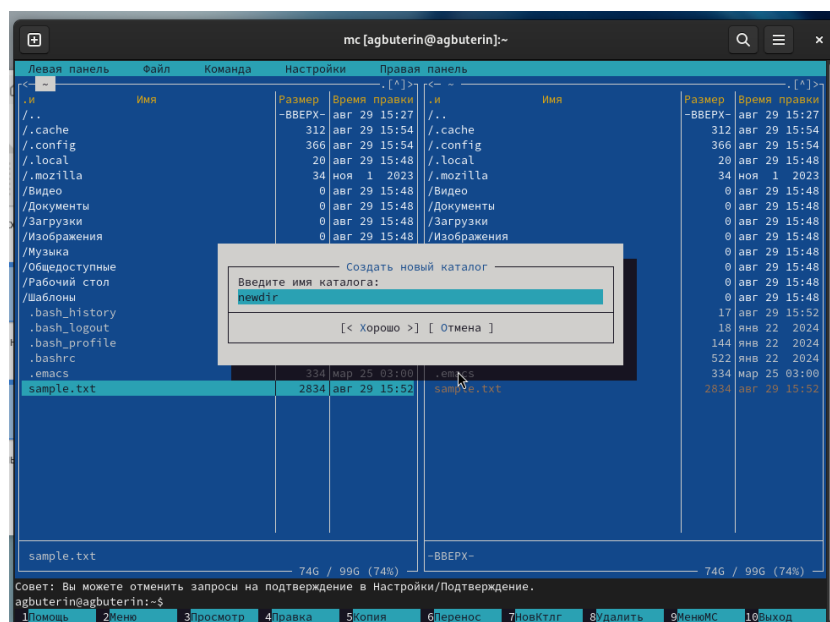 mc [agbuterin@agbuterin]:~
Левая панель Файл Команда Настройки Правая панель
<- ~ .[^]> <- ~ .[^]>
.и Имя Размер Время правки .и Имя Размер Время правки
/.. -ВВЕРХ- авг 29 15:27 /.. -ВВЕРХ- авг 29 15:27
/.cache 312 авг 29 15:54 /.cache 312 авг 29 15:54
/.config 366 авг 29 15:54 /.config 366 авг 29 15:54
/.local 20 авг 29 15:48 /.local 20 авг 29 15:48
/.mozilla 34 ноя 1 2023 /.mozilla 34 ноя 1 2023
/Видео 0 авг 29 15:48 /Видео 0 авг 29 15:48
/Документы 0 авг 29 15:48 /Документы 0 авг 29 15:48
/Загрузки 0 авг 29 15:48 /Загрузки 0 авг 29 15:48
/Изображения 0 авг 29 15:48 /Изображения 0 авг 29 15:48
/Музыка 0 авг 29 15:48
/Общедоступные Создать новый каталог 0 авг 29 15:48
/Рабочий стол Введите имя каталога: 0 авг 29 15:48
/Шаблоны newdir 0 авг 29 15:48
.bash_history 17 авг 29 15:52
.bash_logout [< Хорошо >] [ Отмена ] 18 янв 22 2024
.bash_profile 144 янв 22 2024
.bashrc 522 янв 22 2024
.emacs 334 мар 25 03:00 .emacs 334 мар 25 03:00
sample.txt 2834 авг 29 15:52 sample.txt 2834 авг 29 15:52
sample.txt -ВВЕРХ-
74G / 99G (74%) 74G / 99G (74%)
Совет: Вы можете отменить запросы на подтверждение в Настройки/Подтверждение.
agbuterin@agbuterin:~$
1Помощь 2Меню 3Просмотр 4Правка 5Копия 6Перенос 7НовКтлг 8Удалить 9МенюMC 10Выход